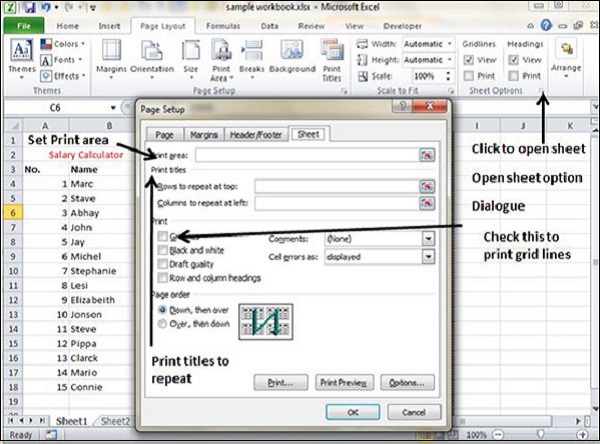 sample workbook.xlsx - Microsoft Excel
File Home Insert Page Layout Formulas Data Review View Developer
Themes Colors Fonts Effects
Margins Orientation Size Print Area Breaks Background Print Titles
Width: Automatic
Height: Automatic
Scale: 100%
Gridlines View Print
Headings View Print
Arrange
Themes Page Setup Scale to Fit Sheet Options
C6
A B I J K
1 Set Print area
2 Salary Calculator
3 No. Name
4 1 Marc
5 2 Stave
6 3 Abhay
7 4 John
8 5 Jay
9 6 Michel
10 7 Stephanie
11 8 Lesi
12 9 Elizabeith
13 10 Jonson
14 11 Steve
15 12 Pippa
16 13 Clarck
17 14 Mario
18 15 Connie
Page Setup
Page Margins Header/Footer Sheet
Print area:
Print titles
Rows to repeat at top:
Columns to repeat at left:
Print
Comments: (None)
Black and white
Cell errors as: displayed
Draft quality
Row and column headings
Page order
Down, then over
Over, then down
Print titles to
repeat
Print... Print Preview Options...
OK Cancel
Click to open sheet
Open sheet option
Dialogue
Check this to
print grid lines
Sheet1 Sheet2
Ready 100%